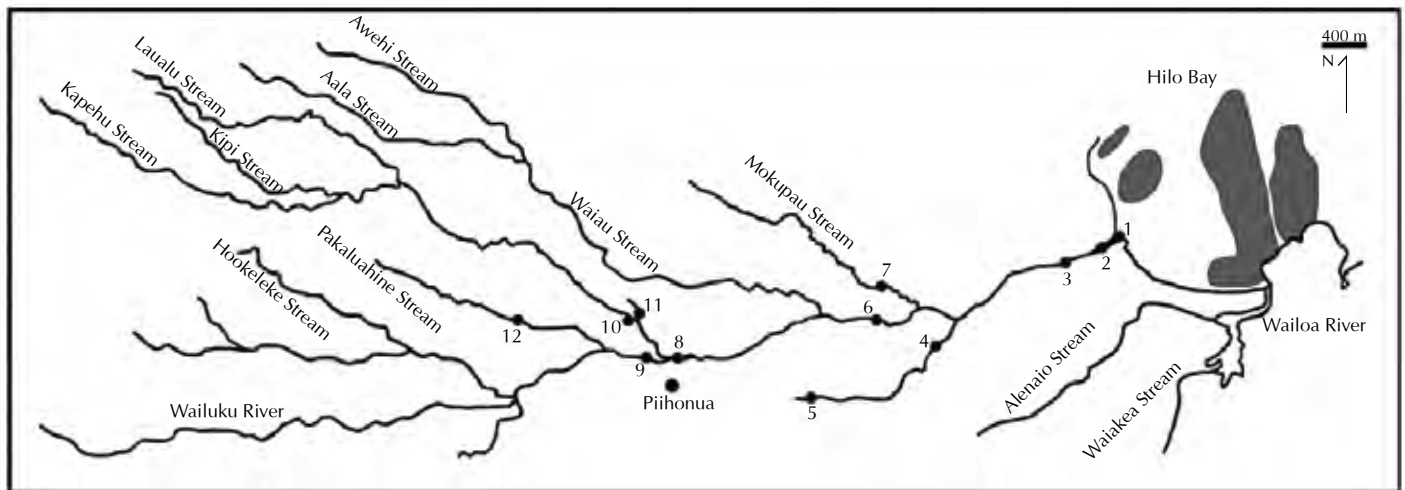 400 m
N
Hilo Bay
Awehi Stream
Laualu Stream
Aala Stream
Kapehu Stream
Kipi Stream
Mokupau Stream
Waiau Stream
Pakaluahine Stream
Hookeleke Stream
1
2
3
7
6
11
10
12
8
9
4
5
Piihonua
Wailoa River
Alenaio Stream
Waiakea Stream
Wailuku River